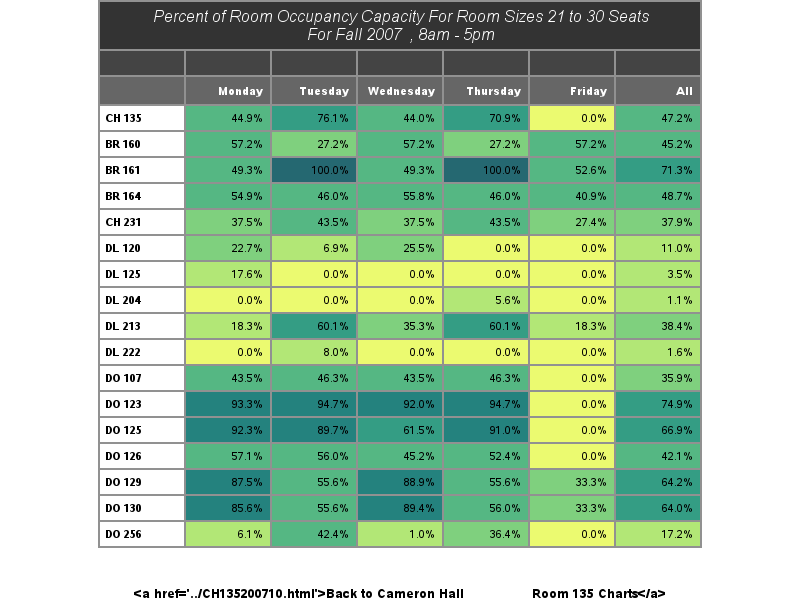 Percent of Room Occupancy Capacity For Room Sizes 21 to 30 Seats
For Fall 2007 , 8am - 5pm
Monday Tuesday Wednesday Thursday Friday All
CH 135 44.9% 76.1% 44.0% 70.9% 0.0% 47.2%
BR 160 57.2% 27.2% 57.2% 27.2% 57.2% 45.2%
BR 161 49.3% 100.0% 49.3% 100.0% 52.6% 71.3%
BR 164 54.9% 46.0% 55.8% 46.0% 40.9% 48.7%
CH 231 37.5% 43.5% 37.5% 43.5% 27.4% 37.9%
DL 120 22.7% 6.9% 25.5% 0.0% 0.0% 11.0%
DL 125 17.6% 0.0% 0.0% 0.0% 0.0% 3.5%
DL 204 0.0% 0.0% 0.0% 5.6% 0.0% 1.1%
DL 213 18.3% 60.1% 35.3% 60.1% 18.3% 38.4%
DL 222 0.0% 8.0% 0.0% 0.0% 0.0% 1.6%
DO 107 43.5% 46.3% 43.5% 46.3% 0.0% 35.9%
DO 123 93.3% 94.7% 92.0% 94.7% 0.0% 74.9%
DO 125 92.3% 89.7% 61.5% 91.0% 0.0% 66.9%
DO 126 57.1% 56.0% 45.2% 52.4% 0.0% 42.1%
DO 129 87.5% 55.6% 88.9% 55.6% 33.3% 64.2%
DO 130 85.6% 55.6% 89.4% 56.0% 33.3% 64.0%
DO 256 6.1% 42.4% 1.0% 36.4% 0.0% 17.2%
<a href='../CH135200710.html'>Back to Cameron Hall Room 135 Charts</a>